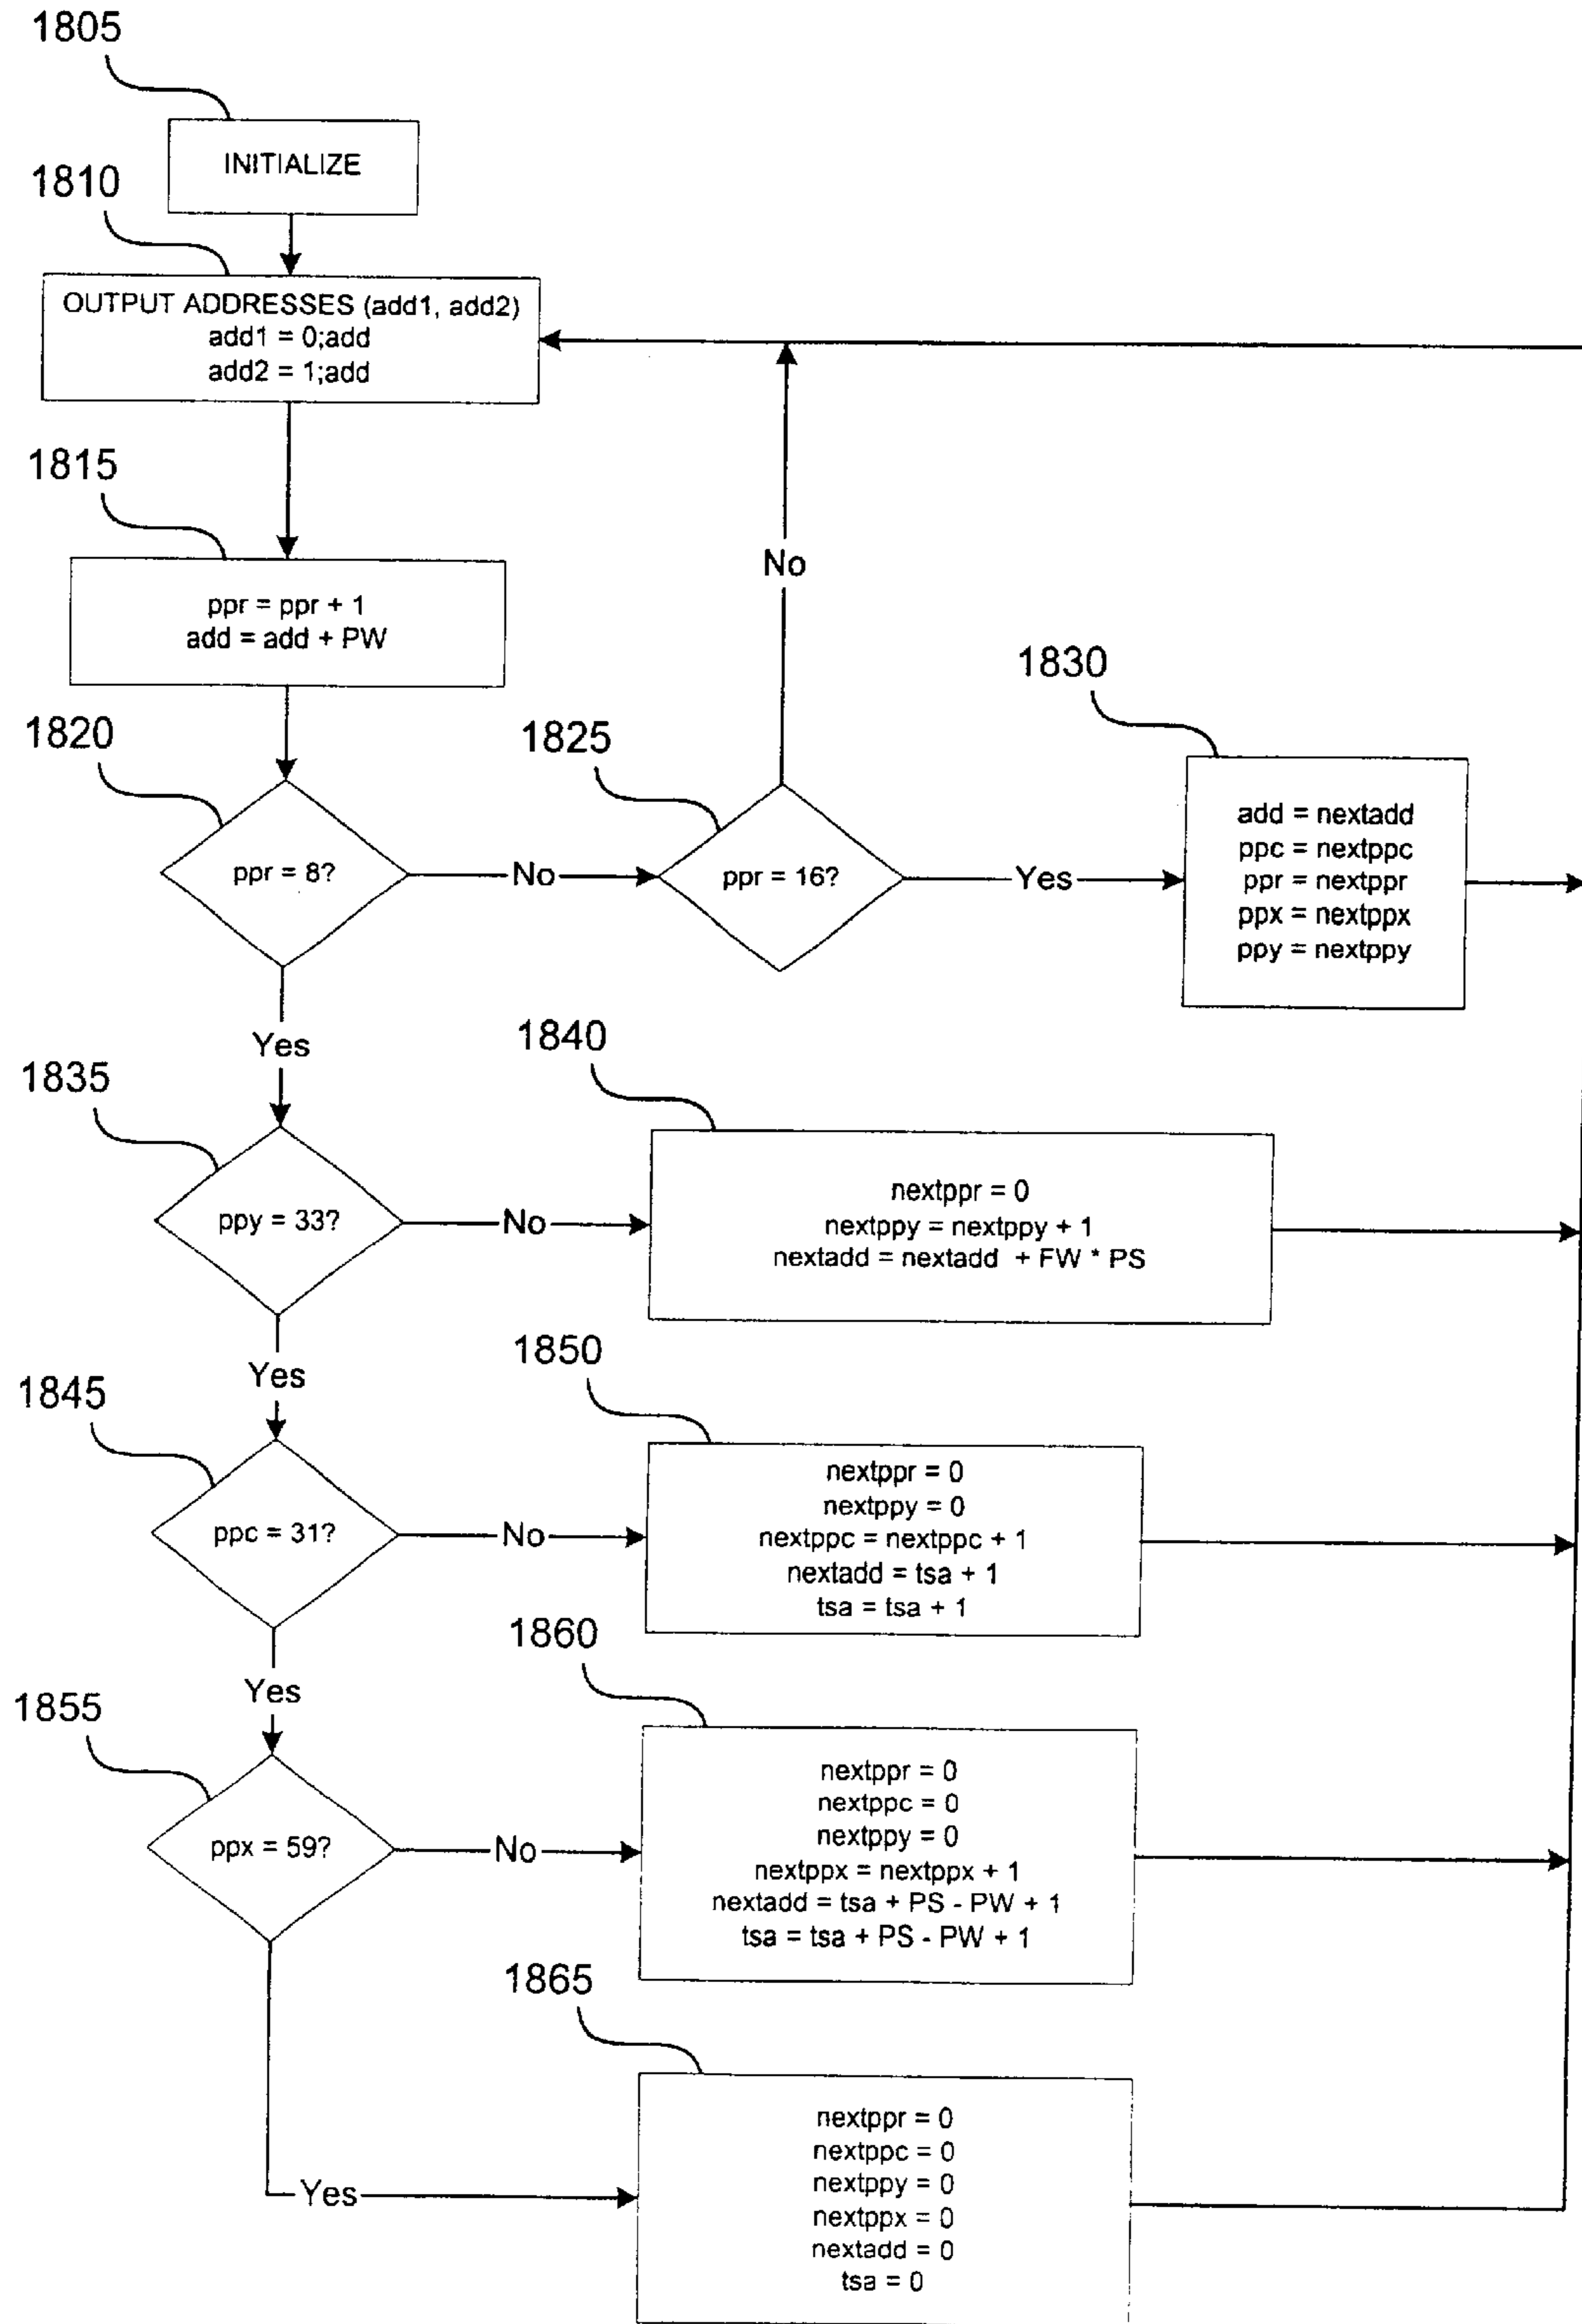 1805
INITIALIZE
1810
OUTPUT ADDRESSES (add1, add2)
add1 = 0;add
add2 = 1;add
1815
ppr = ppr + 1
add = add + PW
No
1820
ppr = 8?
No
1825
ppr = 16?
Yes
1830
add = nextadd
ppc = nextppc
ppr = nextppr
ppx = nextppx
ppy = nextppy
Yes
1835
ppy = 33?
No
1840
nextppr = 0
nextppy = nextppy + 1
nextadd = nextadd + FW * PS
Yes
1845
ppc = 31?
No
1850
nextppr = 0
nextppy = 0
nextppc = nextppc + 1
nextadd = tsa + 1
tsa = tsa + 1
Yes
1855
ppx = 59?
No
1860
nextppr = 0
nextppc = 0
nextppy = 0
nextppx = nextppx + 1
nextadd = tsa + PS - PW + 1
tsa = tsa + PS - PW + 1
Yes
1865
nextppr = 0
nextppc = 0
nextppy = 0
nextppx = 0
nextadd = 0
tsa = 0